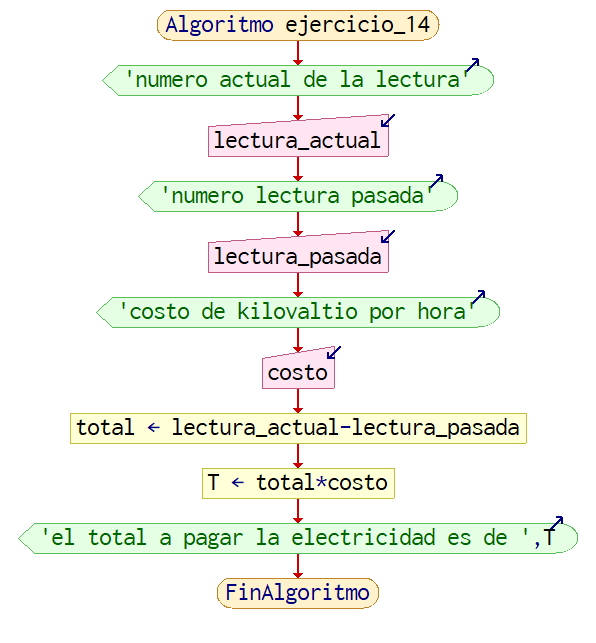 Algoritmo ejercicio_14
'numero actual de la lectura'
lectura_actual
'numero lectura pasada'
lectura_pasada
'costo de kilovaltio por hora'
costo
total ← lectura_actual-lectura_pasada
T ← total*costo
'el total a pagar la electricidad es de ',T
FinAlgoritmo